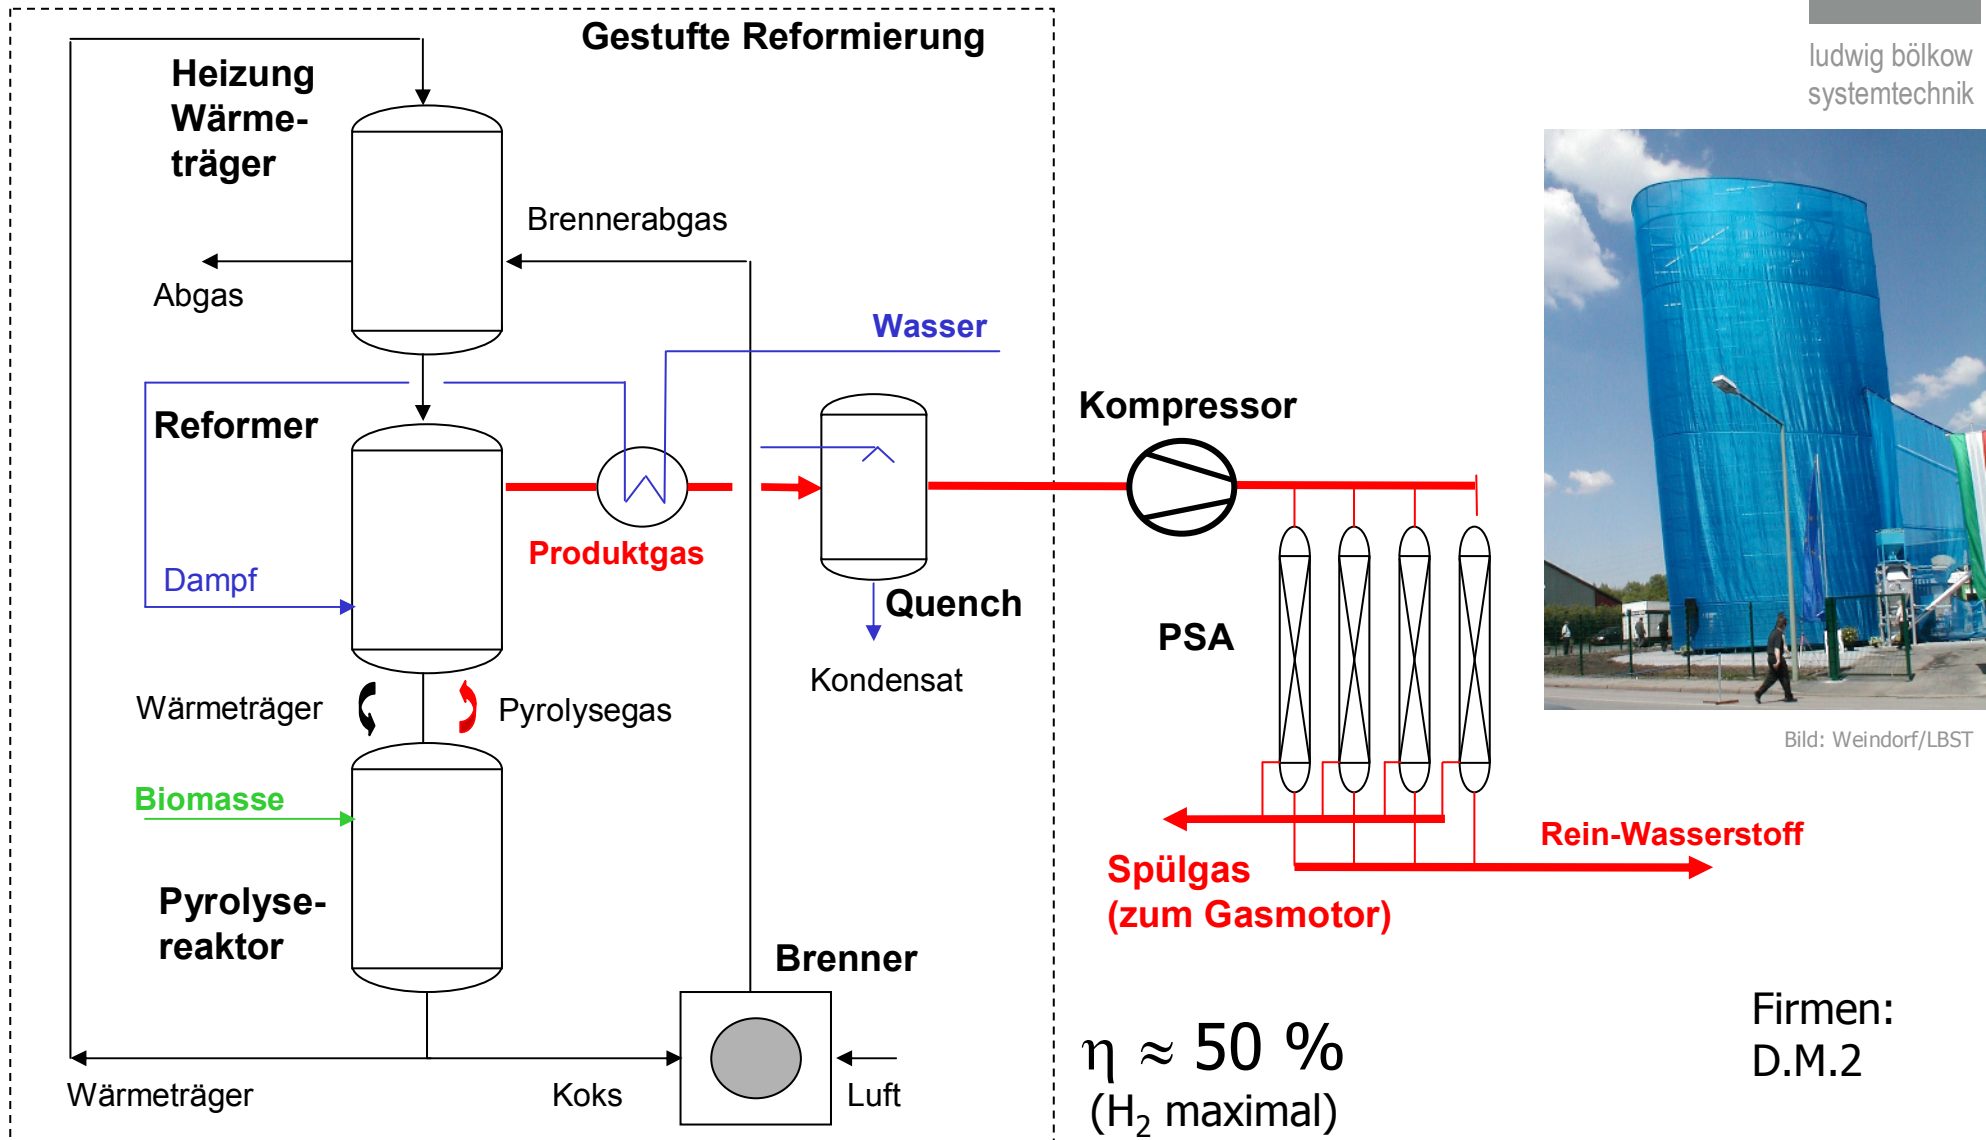 Gestufte Reformierung
ludwig bölkow
systemtechnik
Heizung
Wärme-
träger
Brennerabgas
Abgas
Wasser
Reformer
Kompressor
Produktgas
Dampf
Quench
PSA
Kondensat
Wärmeträger
Pyrolysegas
Bild: Weindorf/LBST
Biomasse
Rein-Wasserstoff
Spülgas
(zum Gasmotor)
Pyrolyse-
reaktor
Brenner
Firmen:
D.M.2
η ≈ 50 %
(H₂ maximal)
Wärmeträger
Koks
Luft